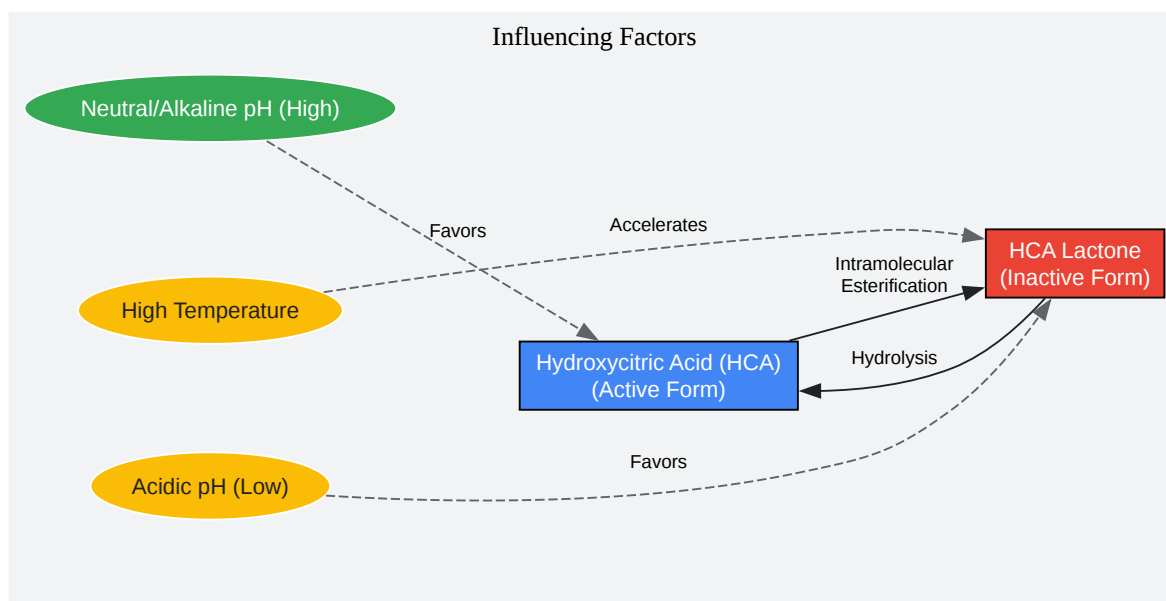 Influencing Factors
Neutral/Alkaline pH (High)
Favors
Accelerates
HCA Lactone
(Inactive Form)
Intramolecular
Esterification
High Temperature
Hydroxycitric Acid (HCA)
(Active Form)
Hydrolysis
Favors
Acidic pH (Low)